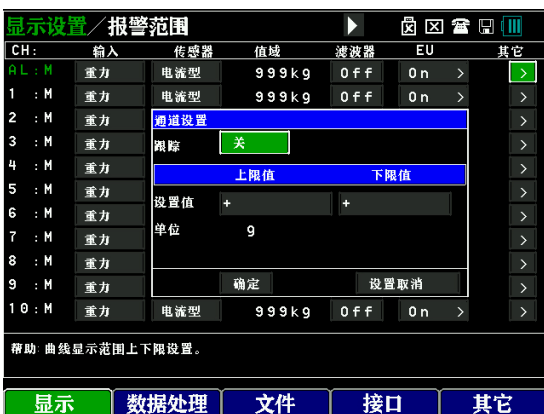 显示设置／报警范围
CH: 输入 传感器 值域 滤波器 EU 其它
AL:M 重力 电流型 999kg Off On >
1 :M 重力 电流型 999kg Off On >
2 :M 重力 通道设置
3 :M 重力 跟踪 关
4 :M 重力 上限值 下限值
5 :M 重力 设置值 + +
6 :M 重力 单位 g
7 :M 重力
8 :M 重力 确定 设置取消
9 :M 重力
10:M 重力 电流型 999kg Off On >
帮助: 曲线显示范围上下限设置。
显示 数据处理 文件 接口 其它